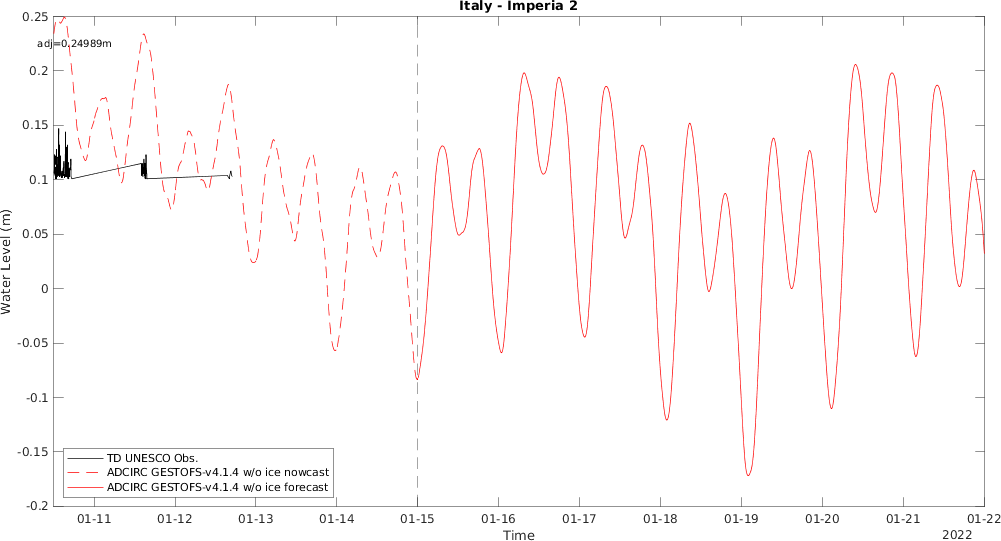 Italy - Imperia 2
adj=0.24989m
0.25
0.2
0.15
0.1
0.05
0
-0.05
-0.1
-0.15
-0.2
Water Level (m)
TD UNESCO Obs.
ADCIRC GESTOFS-v4.1.4 w/o ice nowcast
ADCIRC GESTOFS-v4.1.4 w/o ice forecast
01-11 01-12 01-13 01-14 01-15 01-16 01-17 01-18 01-19 01-20 01-21 01-22
Time
2022